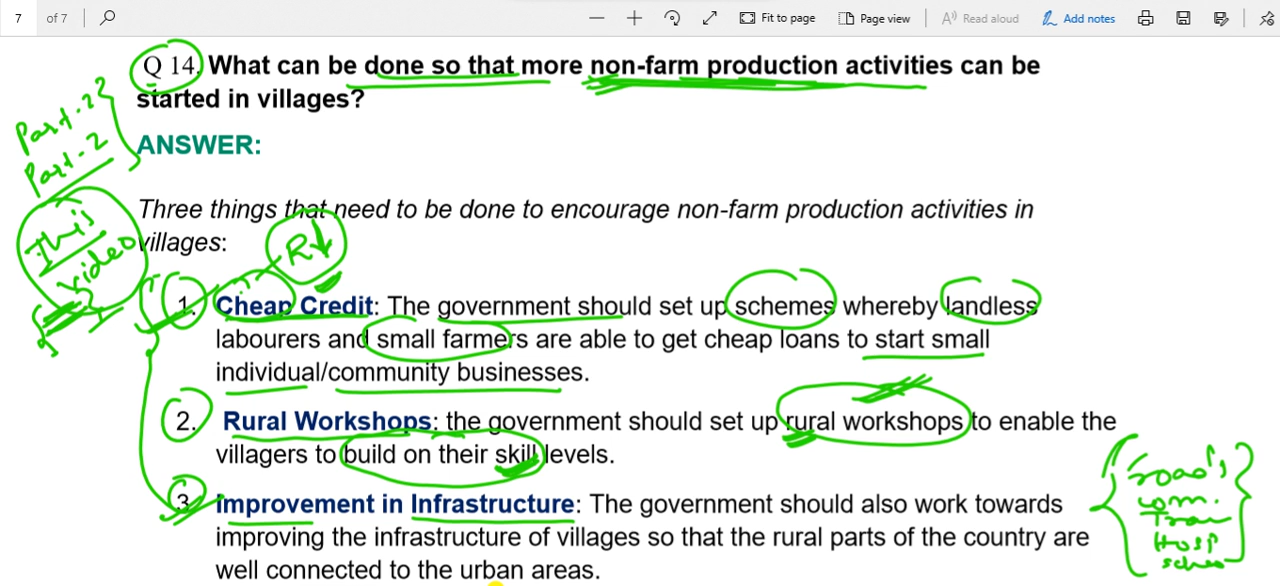 7 of 7 Fit to page Page view Read aloud Add notes
Q 14. What can be done so that more non-farm production activities can be
started in villages?
Part-2
ANSWER:
Part-2
Three things that need to be done to encourage non-farm production activities in
villages:
This
video
R↓
1. Cheap Credit: The government should set up schemes whereby landless
labourers and small farmers are able to get cheap loans to start small
individual/community businesses.
2. Rural Workshops: the government should set up rural workshops to enable the
villagers to build on their skill levels.
3. Improvement in Infrastructure: The government should also work towards
improving the infrastructure of villages so that the rural parts of the country are
well connected to the urban areas.
road's
com.
Tran
Hosp